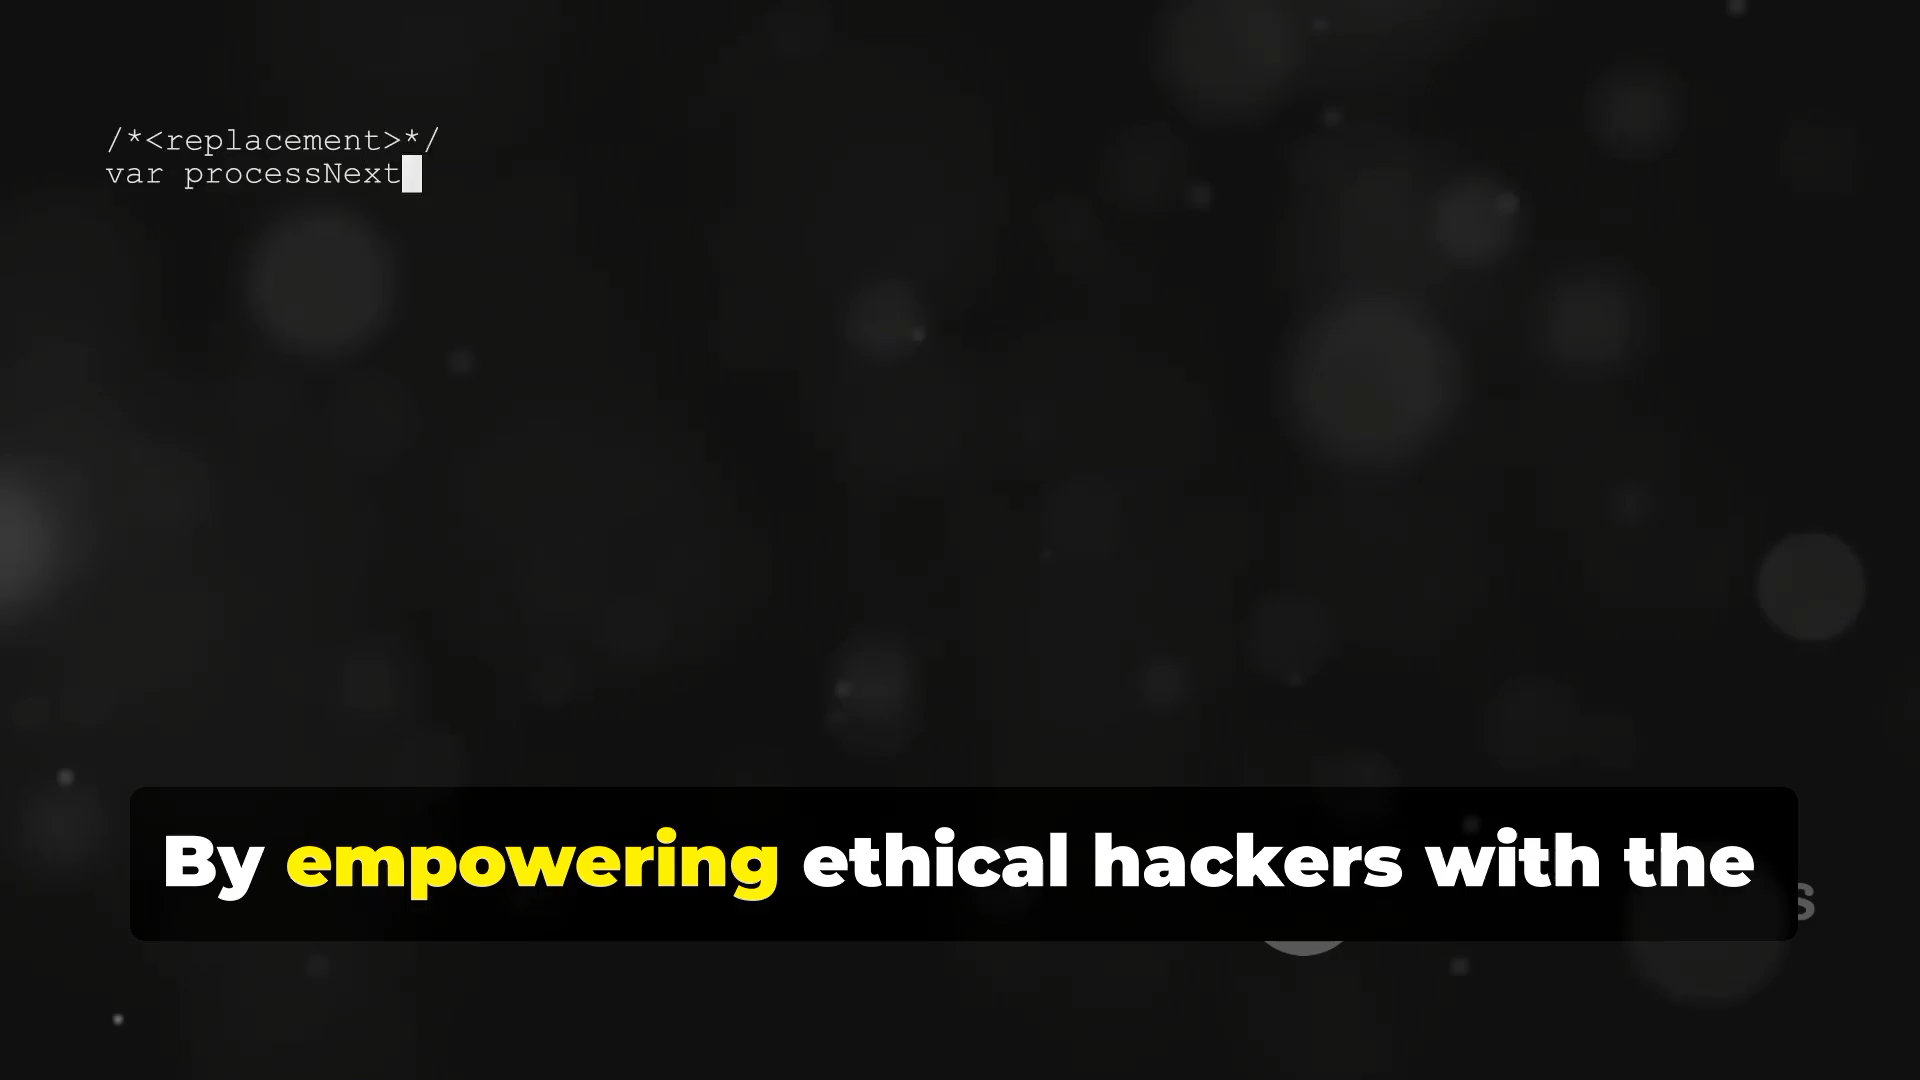 /*<replacement>*/
var processNext
By empowering ethical hackers with the